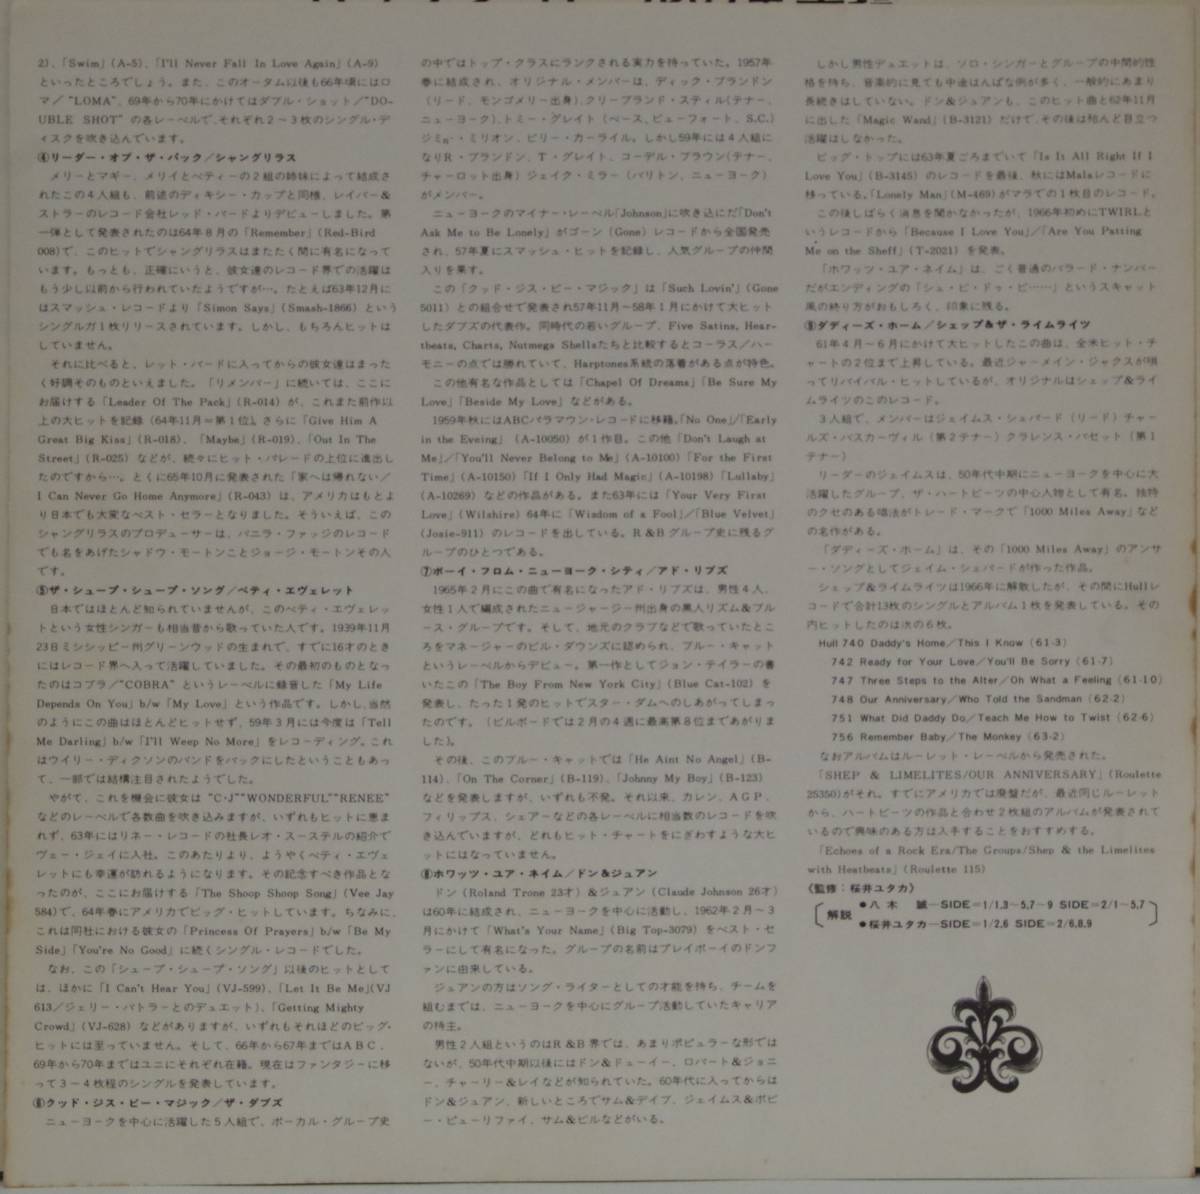 2)、「Swim」(A-5)、「I'll Never Fall In Love Again」(A-9)
といったところでしょう。また、このオータム以後も66年頃にはロ
マ/“LOMA”、69年から70年にかけてはダブル・ショット/“DO-
UBLE SHOT” の各レーベルで、それぞれ2〜3枚のシングル・デ
ィスクを吹き込んでいます。
④リーダー・オブ・ザ・パック/シャングリラス
メリーとマギー、メリイとベティーの2組の姉妹によって結成さ
れたこの4人組も、前途のディキシー・カップと同様、レイバー&
ストラーのレコード会社レッド・バードよりデビューしました。第
一弾として発表されたのは64年8月の「Remember」(Red-Bird
008)で、このヒットでシャングリラスはまたたく間に有名になって
います。もっとも、正確にいうと、彼女達のレコード界での活躍は
もう少し以前から行われていたようですが…。たとえば63年12月に
はスマッシュ・レコードより「Simon Says」(Smash-1866)という
シングルガ1枚リリースされています。しかし、もちろんヒットは
していません。
それに比べると、レット・バードに入ってからの彼女達はまった
く好調そのものといえました。「リメンバー」に続いては、ここに
お届けする「Leader Of The Pack」(R-014)が、これまた前作以
上の大ヒットを記録(64年11月=第1位)。さらに「Give Him A
Great Big Kiss」(R-018)、「Maybe」(R-019)、「Out In The
Street」(R-025)などが、続々にヒット・パレードの上位に進出し
たのですから…。とくに65年10月に発表された「家へは帰れない/
I Can Never Go Home Anymore」(R-043)は、アメリカはもとよ
り日本でも大変なベスト・セラーとなりました。そういえば、この
シャングリラスのプロデューサーは、バニラ・ファッジのレコード
でも名をあげたシャドウ・モートンことジョージ・モートンその人
です。
⑤ザ・シュープ・シュープ・ソング/ベティ・エヴェレット
日本ではほとんど知られていませんが、このベティ・エヴェレッ
トという女性シンガーも相当昔から歌っていた人です。1939年11月
23日ミシシッピー州グリーンウッドの生まれで、すでに16才のとき
にはレコード界へ入って活躍していました。その最初のものとなっ
たのはコブラ/“COBRA” というレーベルに録音した「My Life
Depends On You」b/w「My Love」という作品です。しかし、当然
のようにこの曲はほとんどヒットせず、59年3月には今度は「Tell
Me Darling」b/w「I'll Weep No More」をレコーディング。これ
はウイリー・ディクソンのバンドをバックにしたということもあっ
て、一部では結構注目されたようでした。
やがて、これを機会に彼女は “C・J”“WONDERFUL”“RENEE”
などのレーベルで各数曲を吹き込みますが、いずれもヒットに恵ま
れず、63年にはリネー・レコードの社長レオ・スーステルの紹介で
ヴェー・ジェイに入社。このあたりより、ようやくベティ・エヴェ
レットにも幸運が訪れるようになります。その記念すべき作品とな
ったのが、ここにお届けする「The Shoop Shoop Song」(Vee Jay
584)で、64年春にアメリカでビッグ・ヒットしています。ちなみに、
これは同社における彼女の「Princess Of Prayers」b/w「Be My
Side」「You're No Good」に続くシングル・レコードでした。
なお、この「シュープ・シュープ・ソング」以後のヒットとして
は、ほかに「I Can't Hear You」(VJ-599)、「Let It Be Me」(VJ
613/ジェリー・バトラーとのデュエット)、「Getting Mighty
Crowd」(VJ-628)などがありますが、いずれもそれほどのビッグ・
ヒットには至っていません。そして、66年から67年まではABC、
69年から70年まではユニにそれぞれ在籍。現在はファンタジーに移
って3〜4枚程のシングルを発表しています。
⑥クッド・ジス・ビー・マジック/ザ・ダブズ
ニューヨークを中心に活躍した5人組で、ボーカル・グループ史
の中ではトップ・クラスにランクされる実力を持っていた。1957年
春に結成され、オリジナル・メンバーは、ディック・ブランドン
(リード、モンゴメリー出身)、クリーブランド・スティル(テナー、
ニューヨーク)、トミー・グレイト(ベース、ビューフォート、S.C.)
ジミー・ミリオン、ビリー・カーライル。しかし59年には4人組に
なりR・ブランドン、T・グレイト、コーデル・ブラウン(テナー、
チャーロット出身)ジェイク・ミラー(バリトン、ニューヨーク)
がメンバー。
ニューヨークのマイナー・レーベル「Johnson」に吹き込にだ「Don't
Ask Me to Be Lonely」がゴーン(Gone)レコードから全国発売
され、57年夏にスマッシュ・ヒットを記録し、人気グループの仲間
入りを果す。
この「クッド・ジス・ビー・マジック」は「Such Lovin'」(Gone
5011)との組合せで発表され57年11月〜58年1月にかけて大ヒット
したダブズの代表作。同時代の若いグループ、Five Satins, Hear-
tbeats, Charts, Nutmegs Shellsたちと比較するとコーラス/ハ
ーモニーの点では勝れていて、Harptones系統の落着がある点が特色。
この他有名な作品としては「Chapel Of Dreams」「Be Sure My
Love」「Beside My Love」などがある。
1959年秋にはABCパラマウン・レコードに移籍。「No One」/「Early
in the Eveing」(A-10050)が1作目。この他「Don't Laugh at
Me」/「You'll Never Belong to Me」(A-10100)「For the First
Time」(A-10150)「If I Only Had Magic」(A-10198)「Lullaby」
(A-10269)などの作品がある。また63年には「Your Very First
Love」(Wilshire) 64年に「Wisdom of a Fool」/「Blue Velvet」
(Josie-911)のレコードを出している。R&Bグループ史に残るグ
ループのひとつである。
⑦ボーイ・フロム・ニューヨーク・シティ/アド・リブズ
1965年2月にこの曲で有名になったアド・リブズは、男性4人、
女性1人で編成されたニュージャージー州出身の黒人リズム&ブル
ース・グループです。そして、地元のクラブなどで歌っていたとこ
ろをマネージャーのビル・ダウンズに認められ、ブルー・キャット
というレーベルからデビュー。第一作としてジョン・テイラーの書
いたこの「The Boy From New York City」(Blue Cat-102)を
発表し、たった1発のヒットでスター・ダムへのしあがってしまっ
たのです。(ビルボードでは2月の4週に最高第8位まであがりま
した)。
その後、このブルー・キャットでは「He Aint No Angel」(B-
114)、「On The Corner」(B-119)、「Johnny My Boy」(B-123)
などを発表しますが、いずれも不発。それ以来、カレン、AGP、
フィリップス、シェアーなどの各レーベルに相当数のレコードを吹
き込んでいますが、どれもヒット・チャートをにぎわすような大ヒ
ットにはなっていません。
⑧ホワッツ・ユア・ネイム/ドン&ジュアン
ドン(Roland Trone 23才)&ジュアン(Claude Johnson 26才)
は60年に結成され、ニューヨークを中心に活動し、1962年2月〜3
月にかけて「What's Your Name」(Big Top-3079)をベスト・セ
ラーにして有名になった。グループの名前はプレイボーイのドンフ
ァンに由来している。
ジュアンの方はソング・ライターとしての才能を持ち、チームを
組むまでは、ニューヨークを中心にグループ活動していたキャリア
の持主。
男性2人組というのはR&B界では、あまりポピュラーな形では
ないが、50年代中期以後にはドン&ドューイー、ロバート&ジョニ
ー、チャーリー&レイなどが知られていた。60年代に入ってからは
ドン&ジュアン、新しいところでサム&デイブ、ジェイムス&ボビ
ー・ピューリファイ、サム&ビルなどがいる。
しかし男性デュエットは、ソロ・シンガーとグループの中間的性
格を持ち、音楽的に見ても中途はんぱな例が多く、一般的にあまり
長続きはしていない。ドン&ジュアンも、このヒット曲と62年11月
に出した「Magic Wand」(B-3121)だけで、その後は殆んど目立つ
活躍はしなかった。
ビッグ・トップには63年夏ごろまでいて「Is It All Right If I
Love You」(B-3145)のレコードを最後、秋にはMalaレコードに
移っている。「Lonely Man」(M-469)がマラでの1枚目のレコード。
この後しばらく消息を聞かなかったが、1966年初めにTWIRLと
いうレコードから「Because I Love You」/「Are You Patting
Me on the Sheff」(T-2021)を発表。
「ホワッツ・ユア・ネイム」は、ごく普通のバラード・ナンバー
だがエンディングの「シュ・ビ・ドゥ・ビ……」というスキャット
風の終り方がおもしろく、印象に残る。
⑨ダディーズ・ホーム/シェップ&ザ・ライムライツ
61年4月〜6月にかけて大ヒットしたこの曲は、全米ヒット・チ
ャートの2位まで上昇している。最近ジャーメイン・ジャクスが唄
ってリバイバル・ヒットしているが、オリジナルはシェップ&ライ
ムライツのこのレコード。
3人組で、メンバーはジェイムス・シェパード(リード)チャー
ルズ・バスカーヴィル(第2テナー)クラレンス・バセット(第1
テナー)
リーダーのジェイムスは、50年代中期にニューヨークを中心に大
活躍したグループ、ザ・ハートビーツの中心人物として有名。独特
のクセのある唱法がトレード・マークで「1000 Miles Away」など
の名作がある。
「ダディーズ・ホーム」は、その「1000 Miles Away」のアンサ
ー・ソングとしてジェイム・シェパードが作った作品。
シェップ&ライムライツは1966年に解散したが、その間にHullレ
コードで合計13枚のシングルとアルバム1枚を発表している。その
内ヒットしたのは次の6枚。
Hull 740 Daddy's Home/This I Know (61-3)
742 Ready for Your Love/You'll Be Sorry (61-7)
747 Three Steps to the Alter/Oh What a Feeling (61-10)
748 Our Anniversary/Who Told the Sandman (62-2)
751 What Did Daddy Do/Teach Me How to Twist (62-6)
756 Remember Baby/The Monkey (63-2)
なおアルバムはルーレット・レーベルから発売された。
「SHEP & LIMELITES/OUR ANNIVERSARY」(Roulette
25350)がそれ。すでにアメリカでは廃盤だが、最近同じルーレット
から、ハートビーツの作品と合わせ2枚組のアルバムが発表されて
いるので興味のある方は入手することをおすすめする。
「Echoes of a Rock Era/The Groups/Shep & the Limelites
with Heatbeats」(Roulette 115)
(監修:桜井ユタカ)
解説
●八木 誠—SIDE=1/1,3〜5,7〜9 SIDE=2/1〜5,7
●桜井ユタカ—SIDE=1/2,6 SIDE=2/6,8,9